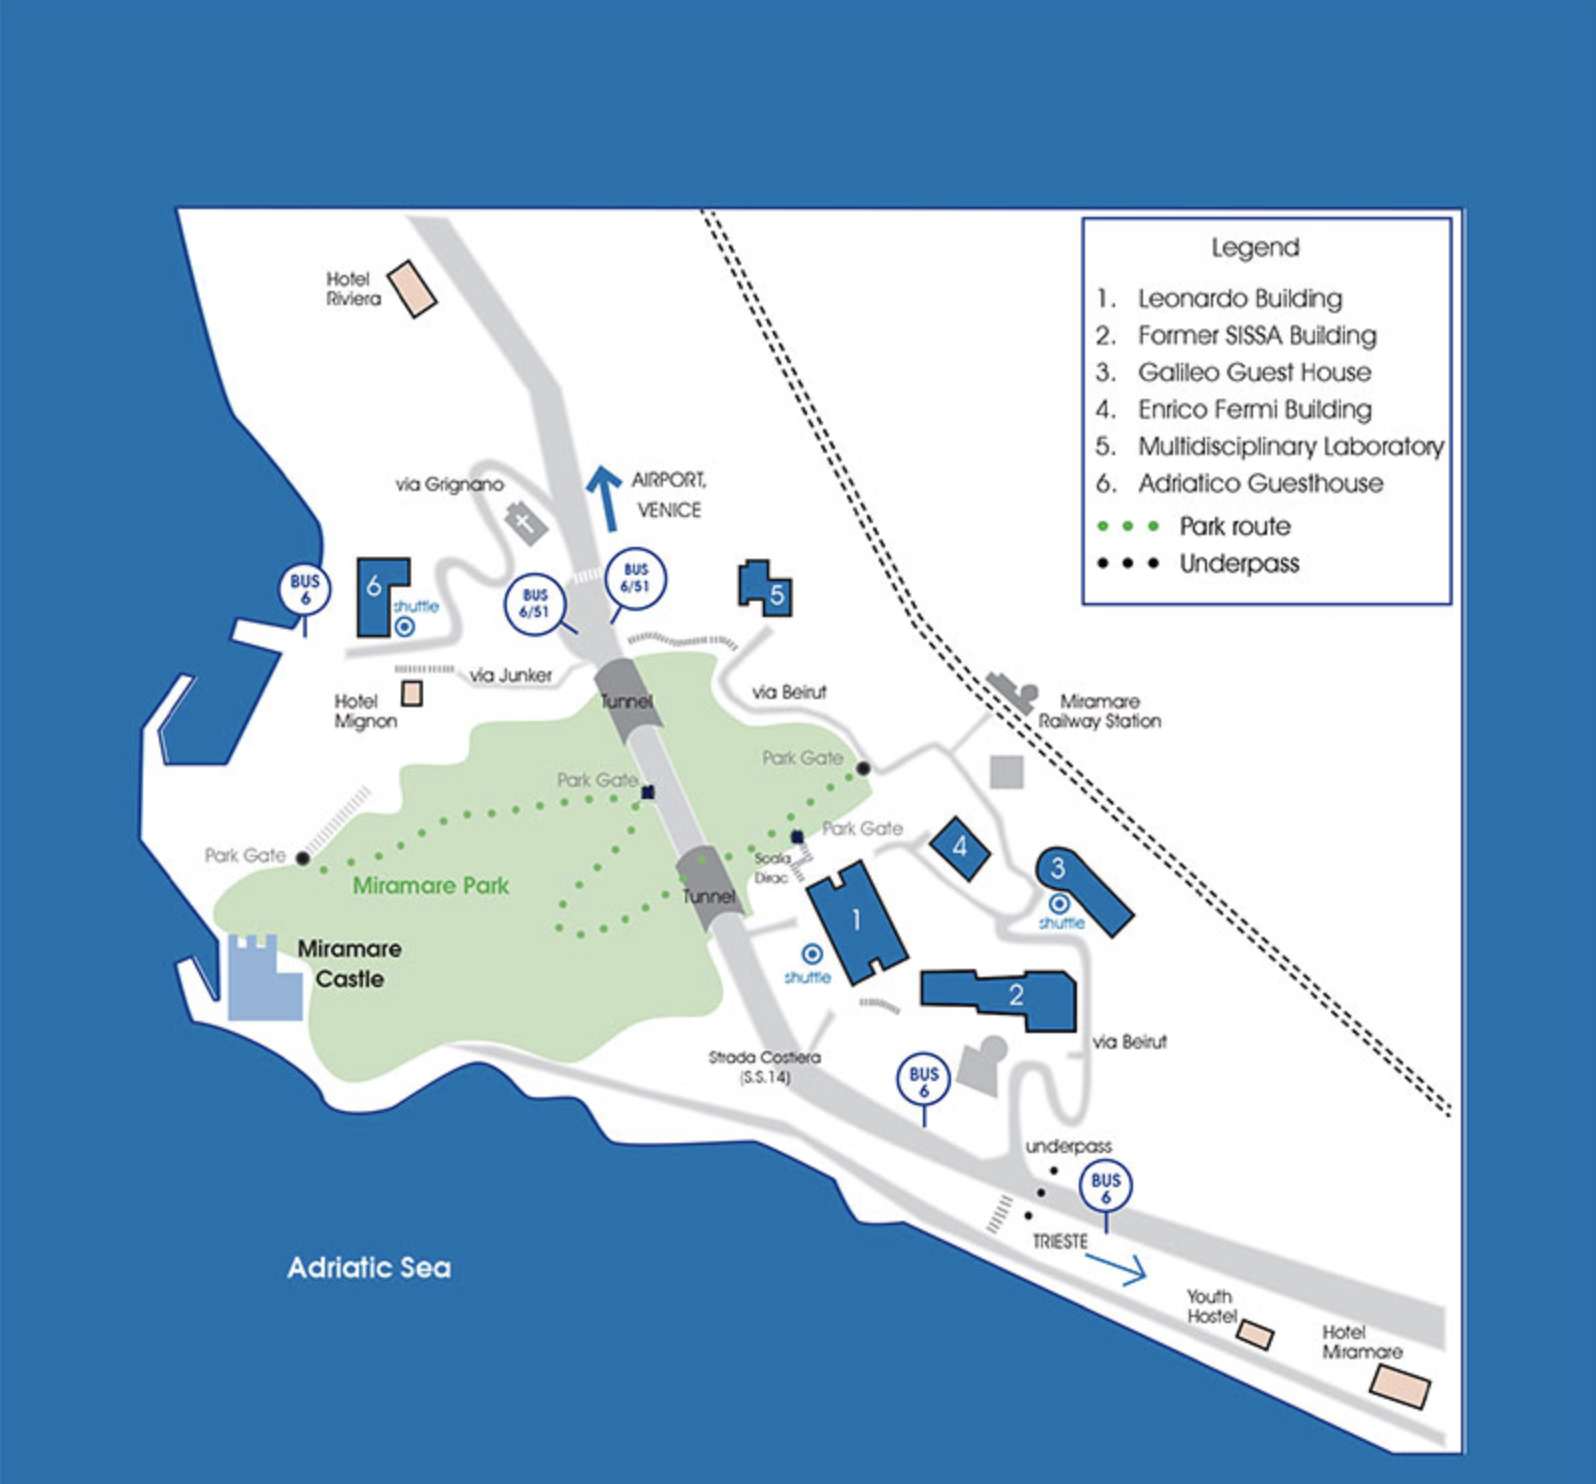 Legend
1. Leonardo Building
2. Former SISSA Building
3. Galileo Guest House
4. Enrico Fermi Building
5. Multidisciplinary Laboratory
6. Adriatico Guesthouse
Park route
Underpass
Hotel
Riviera
via Grignano
AIRPORT,
VENICE
BUS
6
6
shuttle
BUS
6/51
BUS
6/51
5
via Junker
Hotel
Mignon
Tunnel
via Beirut
Miramare
Railway Station
Park Gate
Park Gate
Park Gate
Park Gate
Scala
Dirac
Miramare Park
Tunnel
4
3
shuttle
1
shuttle
2
Miramare
Castle
Strada Costiera
(S.S.14)
via Beirut
BUS
6
underpass
BUS
6
TRIESTE
Adriatic Sea
Youth
Hostel
Hotel
Miramare